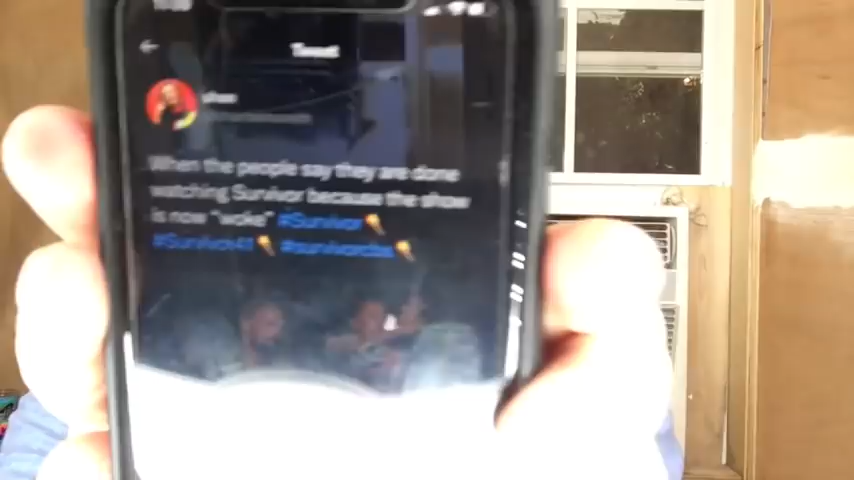 Tweet
When the people say they are done
watching Survivor because the show
is now "woke" #Survivor
#Survivor41 #survivorcbs